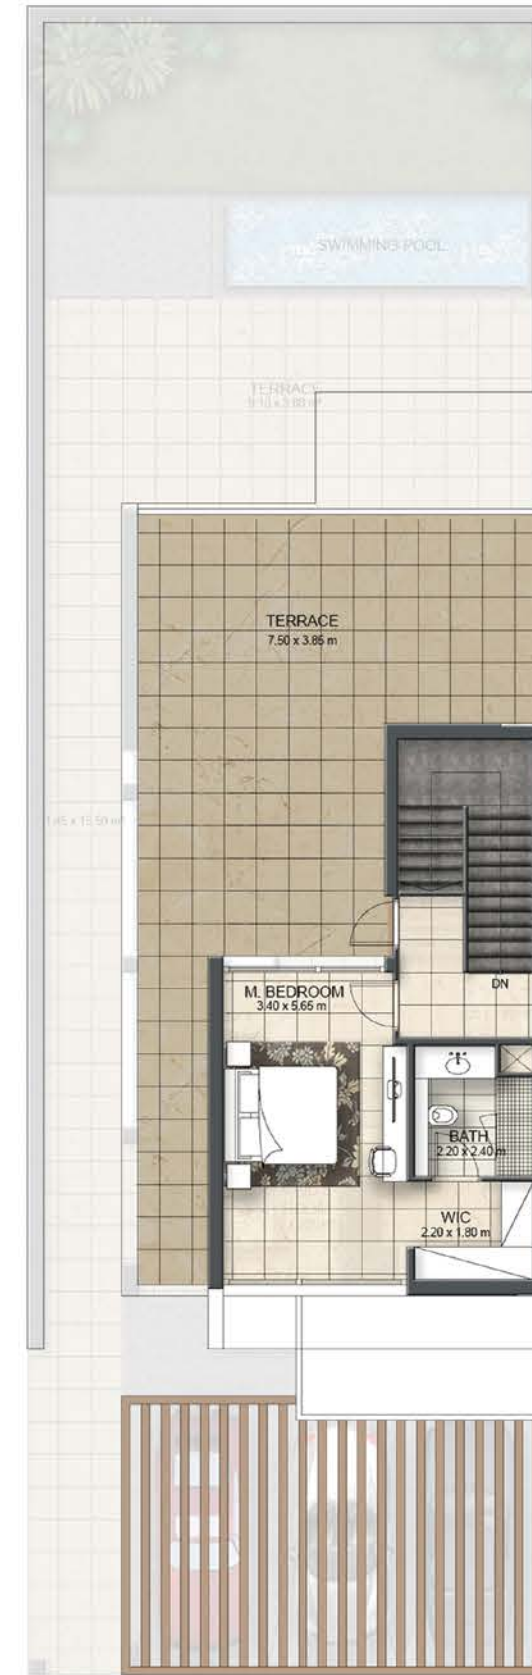 SWIMMING POOL
TERRACE
TERRACE
7.50 x 3.85 m
M. BEDROOM
3.40 x 5.65 m
DN
BATH
2.20 x 2.40 m
WIC
2.20 x 1.80 m